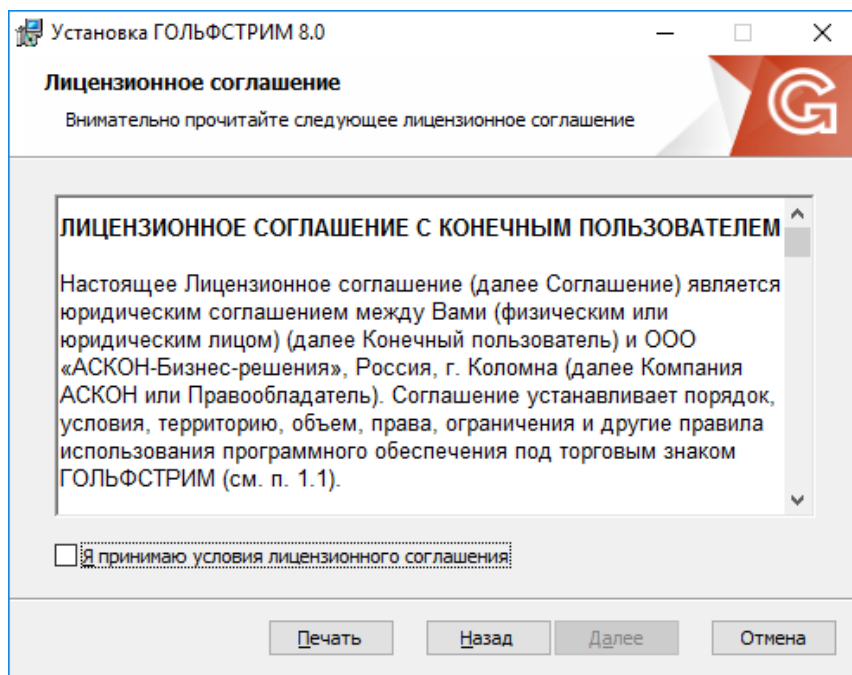 Установка ГОЛЬФСТРИМ 8.0
Лицензионное соглашение
Внимательно прочитайте следующее лицензионное соглашение
ЛИЦЕНЗИОННОЕ СОГЛАШЕНИЕ С КОНЕЧНЫМ ПОЛЬЗОВАТЕЛЕМ
Настоящее Лицензионное соглашение (далее Соглашение) является
юридическим соглашением между Вами (физическим или
юридическим лицом) (далее Конечный пользователь) и ООО
«АСКОН-Бизнес-решения», Россия, г. Коломна (далее Компания
АСКОН или Правообладатель). Соглашение устанавливает порядок,
условия, территорию, объем, права, ограничения и другие правила
использования программного обеспечения под торговым знаком
ГОЛЬФСТРИМ (см. п. 1.1).
Я принимаю условия лицензионного соглашения
Печать
Назад
Далее
Отмена